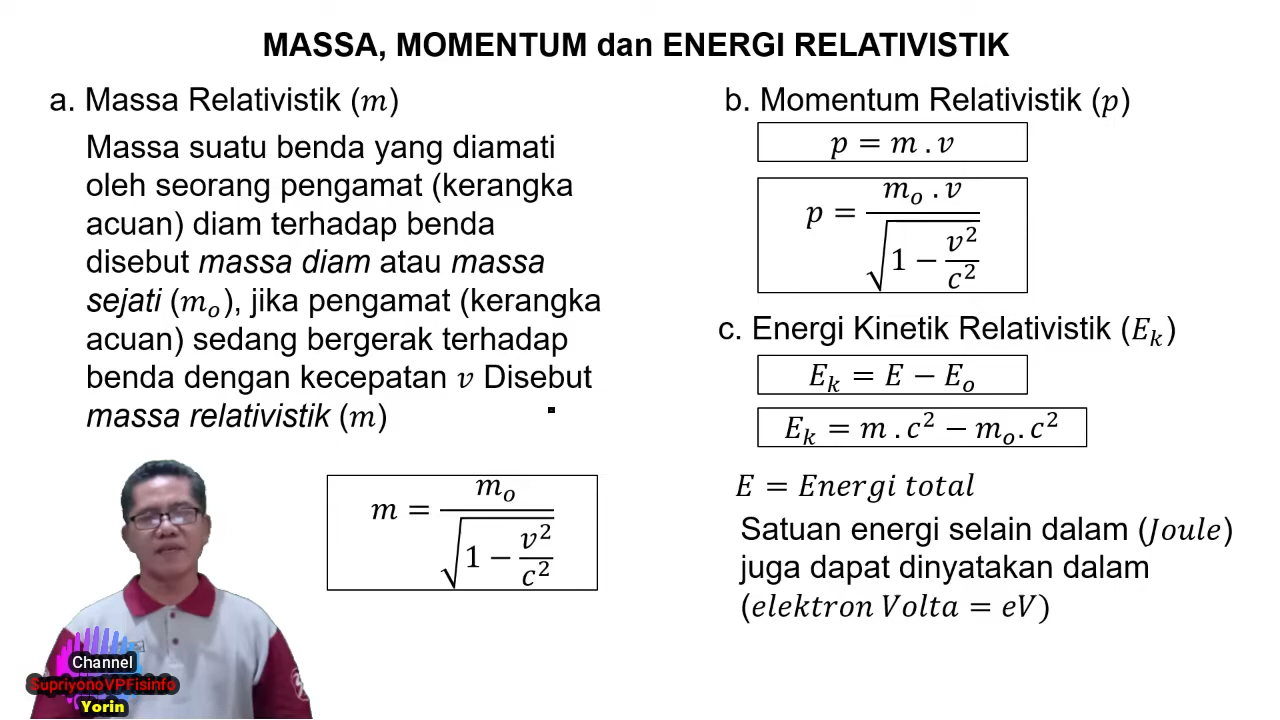 MASSA, MOMENTUM dan ENERGI RELATIVISTIK
a. Massa Relativistik (m)
Massa suatu benda yang diamati
oleh seorang pengamat (kerangka
acuan) diam terhadap benda
disebut massa diam atau massa
sejati (mₒ), jika pengamat (kerangka
acuan) sedang bergerak terhadap
benda dengan kecepatan v Disebut
massa relativistik (m)
m = mₒ / √(1 − v²/c²)
b. Momentum Relativistik (p)
p = m . v
p = mₒ . v / √(1 − v²/c²)
c. Energi Kinetik Relativistik (Eₖ)
Eₖ = E − Eₒ
Eₖ = m . c² − mₒ. c²
E = Energi total
Satuan energi selain dalam (Joule)
juga dapat dinyatakan dalam
(elektron Volta = eV)
Channel
SupriyonoVPFisinfo
Yorin